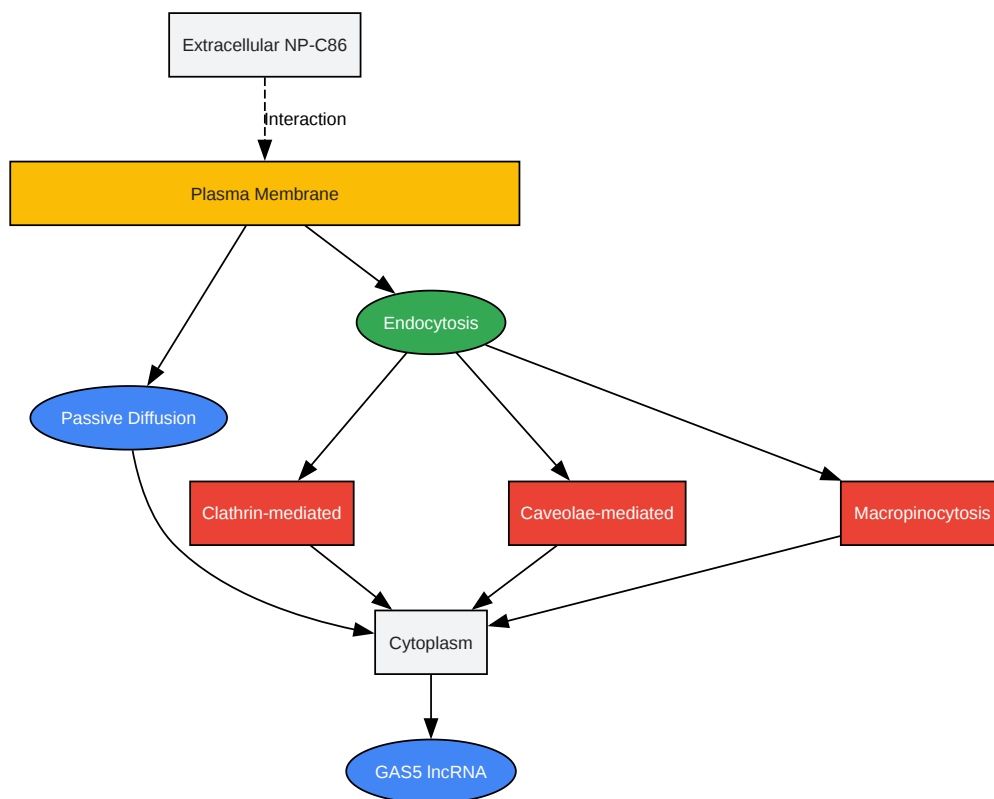 Extracellular NP-C86
Interaction
Plasma Membrane
Endocytosis
Passive Diffusion
Clathrin-mediated
Caveolae-mediated
Macropinocytosis
Cytoplasm
GAS5 lncRNA